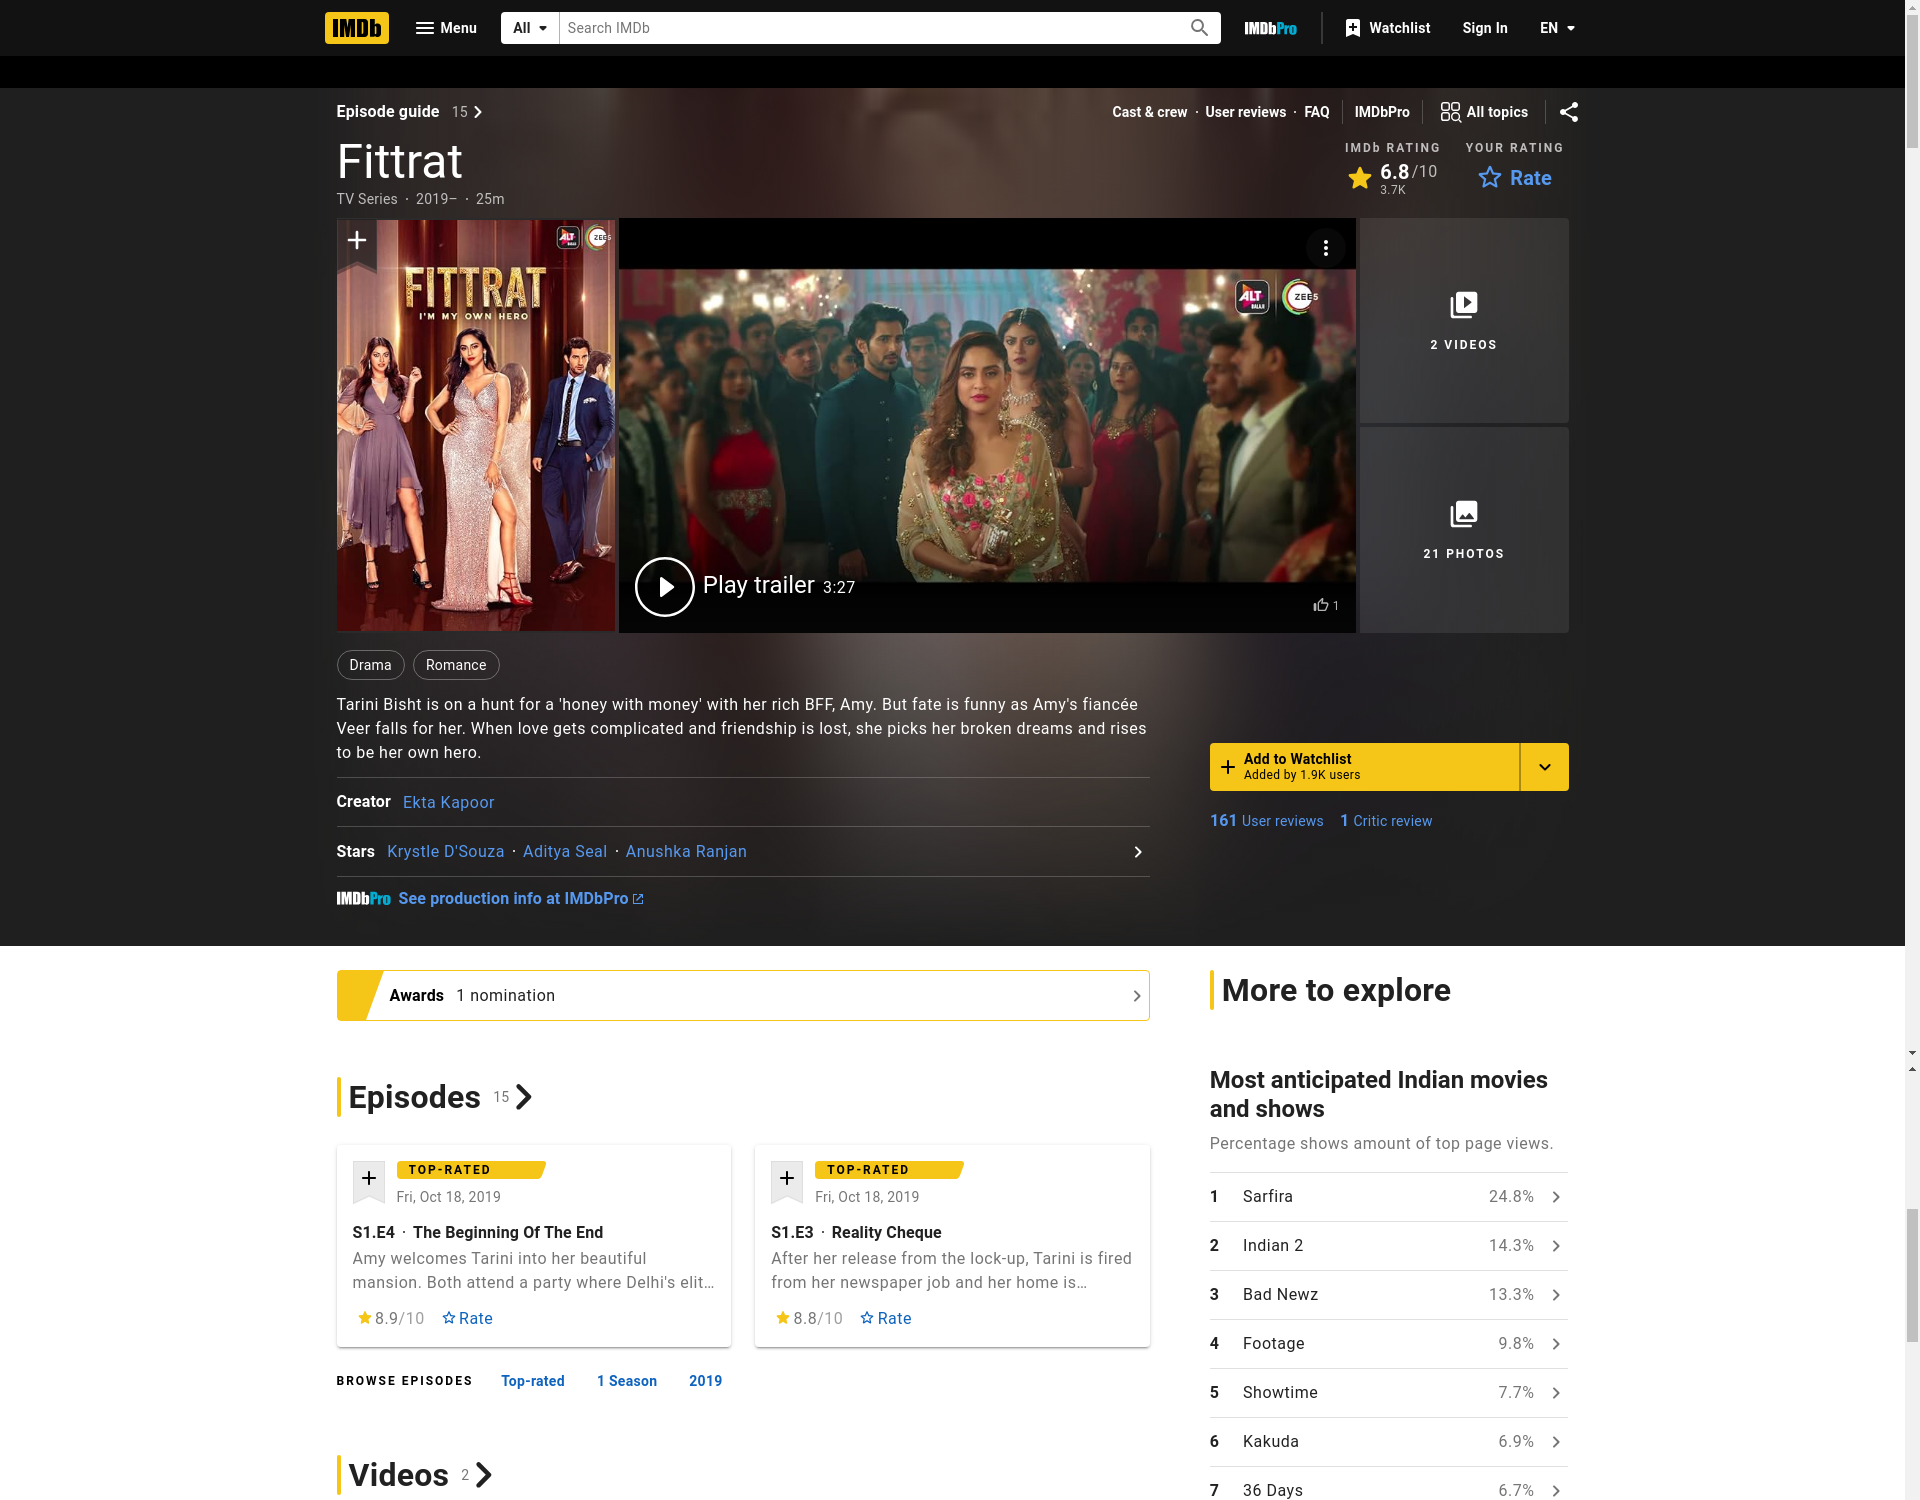 IMDb
Menu
All
Search IMDb
IMDbPro
Watchlist
Sign In
EN
Episode guide 15
Cast & crew · User reviews · FAQ
IMDbPro
All topics
Fittrat
TV Series · 2019– · 25m
IMDb RATING
6.8/10
3.7K
YOUR RATING
Rate
ALT
ZEE5
FITTRAT
I'M MY OWN HERO
ALT
BALAJI
ZEE5
Play trailer 3:27
1
2 VIDEOS
21 PHOTOS
Drama
Romance
Tarini Bisht is on a hunt for a 'honey with money' with her rich BFF, Amy. But fate is funny as Amy's fiancée
Veer falls for her. When love gets complicated and friendship is lost, she picks her broken dreams and rises
to be her own hero.
Creator Ekta Kapoor
Stars Krystle D'Souza · Aditya Seal · Anushka Ranjan
IMDbPro See production info at IMDbPro
Add to Watchlist
Added by 1.9K users
161 User reviews 1 Critic review
Awards 1 nomination
Episodes 15
TOP-RATED
Fri, Oct 18, 2019
S1.E4 · The Beginning Of The End
Amy welcomes Tarini into her beautiful
mansion. Both attend a party where Delhi's elit...
8.9/10 Rate
TOP-RATED
Fri, Oct 18, 2019
S1.E3 · Reality Cheque
After her release from the lock-up, Tarini is fired
from her newspaper job and her home is...
8.8/10 Rate
BROWSE EPISODES Top-rated 1 Season 2019
Videos 2
More to explore
Most anticipated Indian movies
and shows
Percentage shows amount of top page views.
1 Sarfira 24.8%
2 Indian 2 14.3%
3 Bad Newz 13.3%
4 Footage 9.8%
5 Showtime 7.7%
6 Kakuda 6.9%
7 36 Days 6.7%